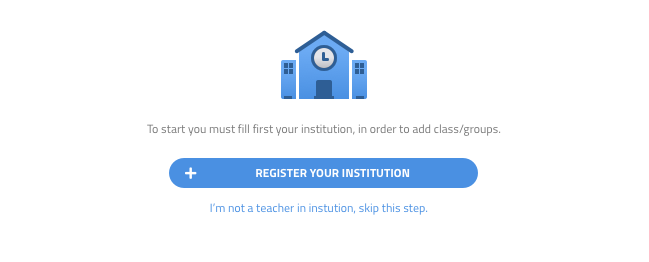 To start you must fill first your institution, in order to add class/groups.
REGISTER YOUR INSTITUTION
I'm not a teacher in instution, skip this step.